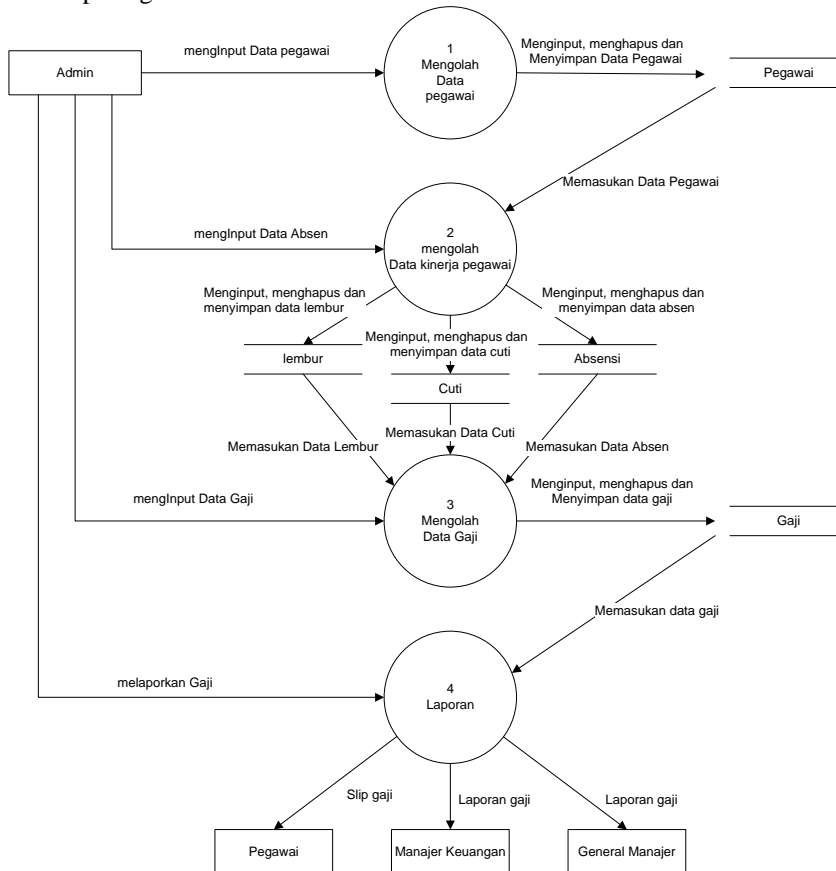 mengInput Data pegawai
Admin
1
Mengolah
Data
pegawai
Menginput, menghapus dan
Menyimpan Data Pegawai
Pegawai
Memasukan Data Pegawai
mengInput Data Absen
2
mengolah
Data kinerja pegawai
Menginput, menghapus dan
menyimpan data lembur
Menginput, menghapus dan
menyimpan data cuti
Menginput, menghapus dan
menyimpan data absen
lembur
Cuti
Absensi
Memasukan Data Lembur
Memasukan Data Cuti
Memasukan Data Absen
mengInput Data Gaji
3
Mengolah
Data Gaji
Menginput, menghapus dan
Menyimpan data gaji
Gaji
Memasukan data gaji
melaporkan Gaji
4
Laporan
Slip gaji
Laporan gaji
Laporan gaji
Pegawai
Manajer Keuangan
General Manajer